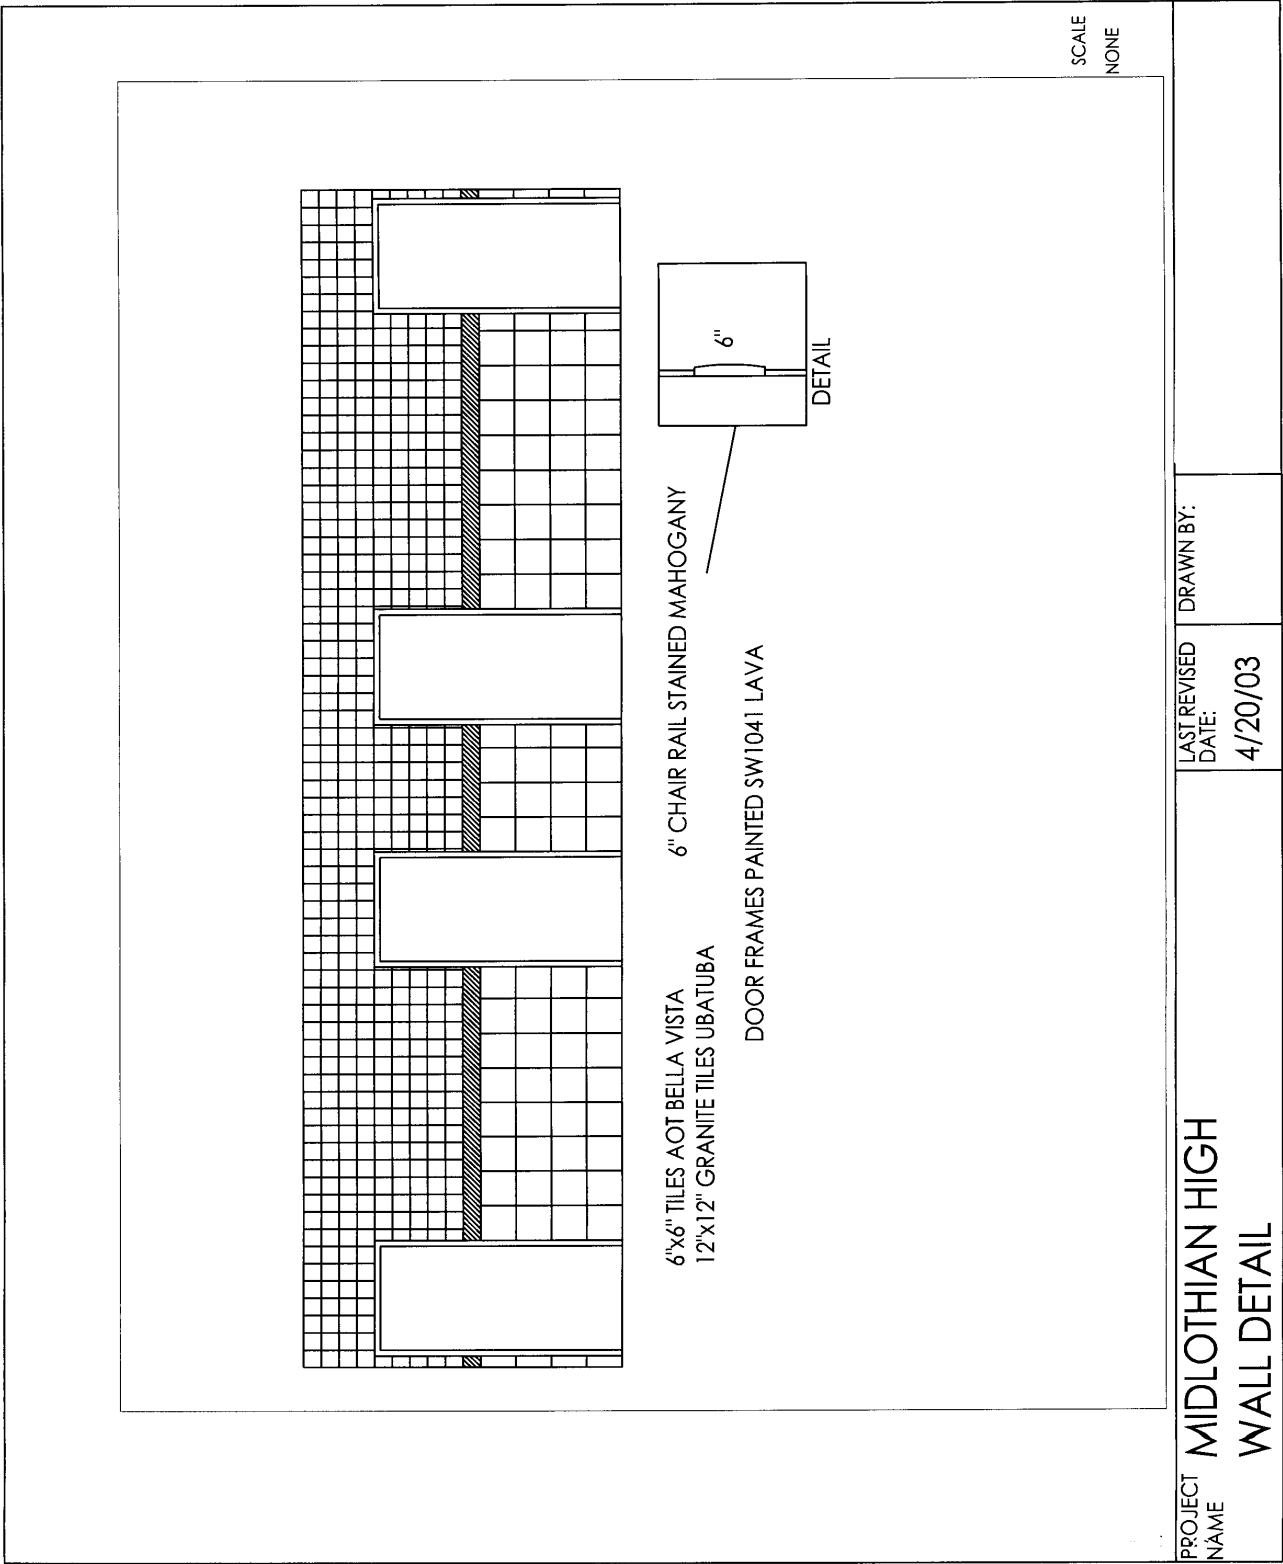 6"x6" TILES AOT BELLA VISTA
12"x12" GRANITE TILES UBATUBA
6" CHAIR RAIL STAINED MAHOGANY
DOOR FRAMES PAINTED SW1041 LAVA
6"
DETAIL
SCALE
NONE
PROJECT
NAME
MIDLOTHIAN HIGH
WALL DETAIL
LAST REVISED
DATE:
4/20/03
DRAWN BY: